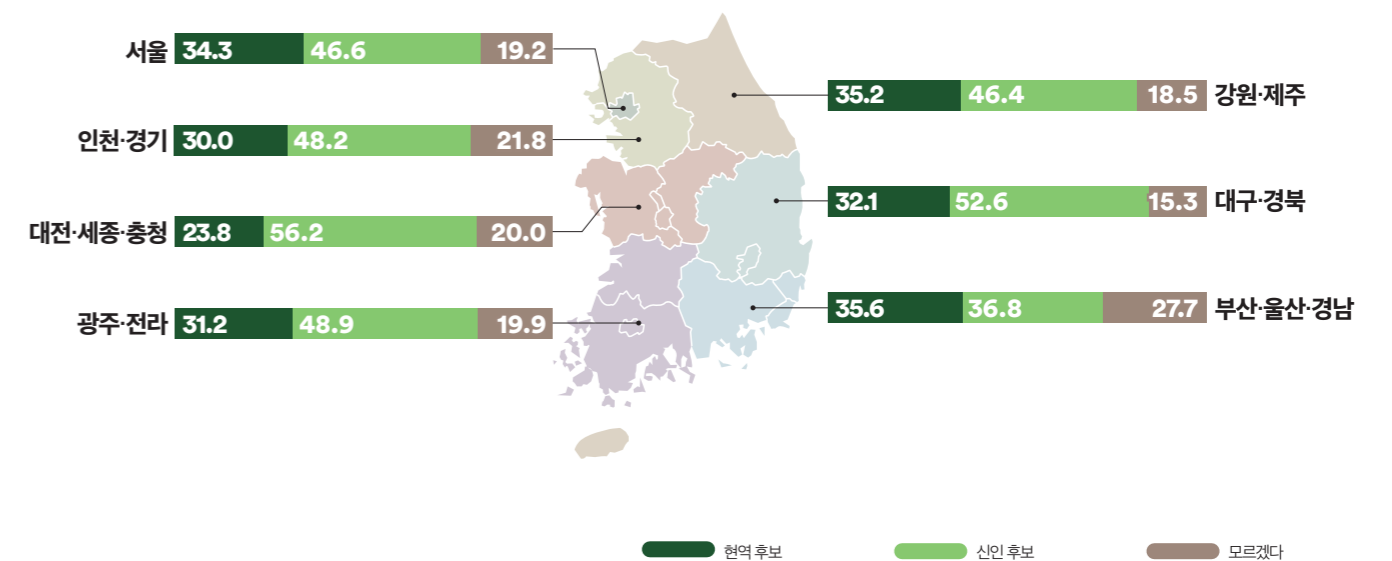 서울 34.3 46.6 19.2
인천·경기 30.0 48.2 21.8
대전·세종·충청 23.8 56.2 20.0
광주·전라 31.2 48.9 19.9
35.2 46.4 18.5 강원·제주
32.1 52.6 15.3 대구·경북
35.6 36.8 27.7 부산·울산·경남
현역 후보 신인 후보 모르겠다